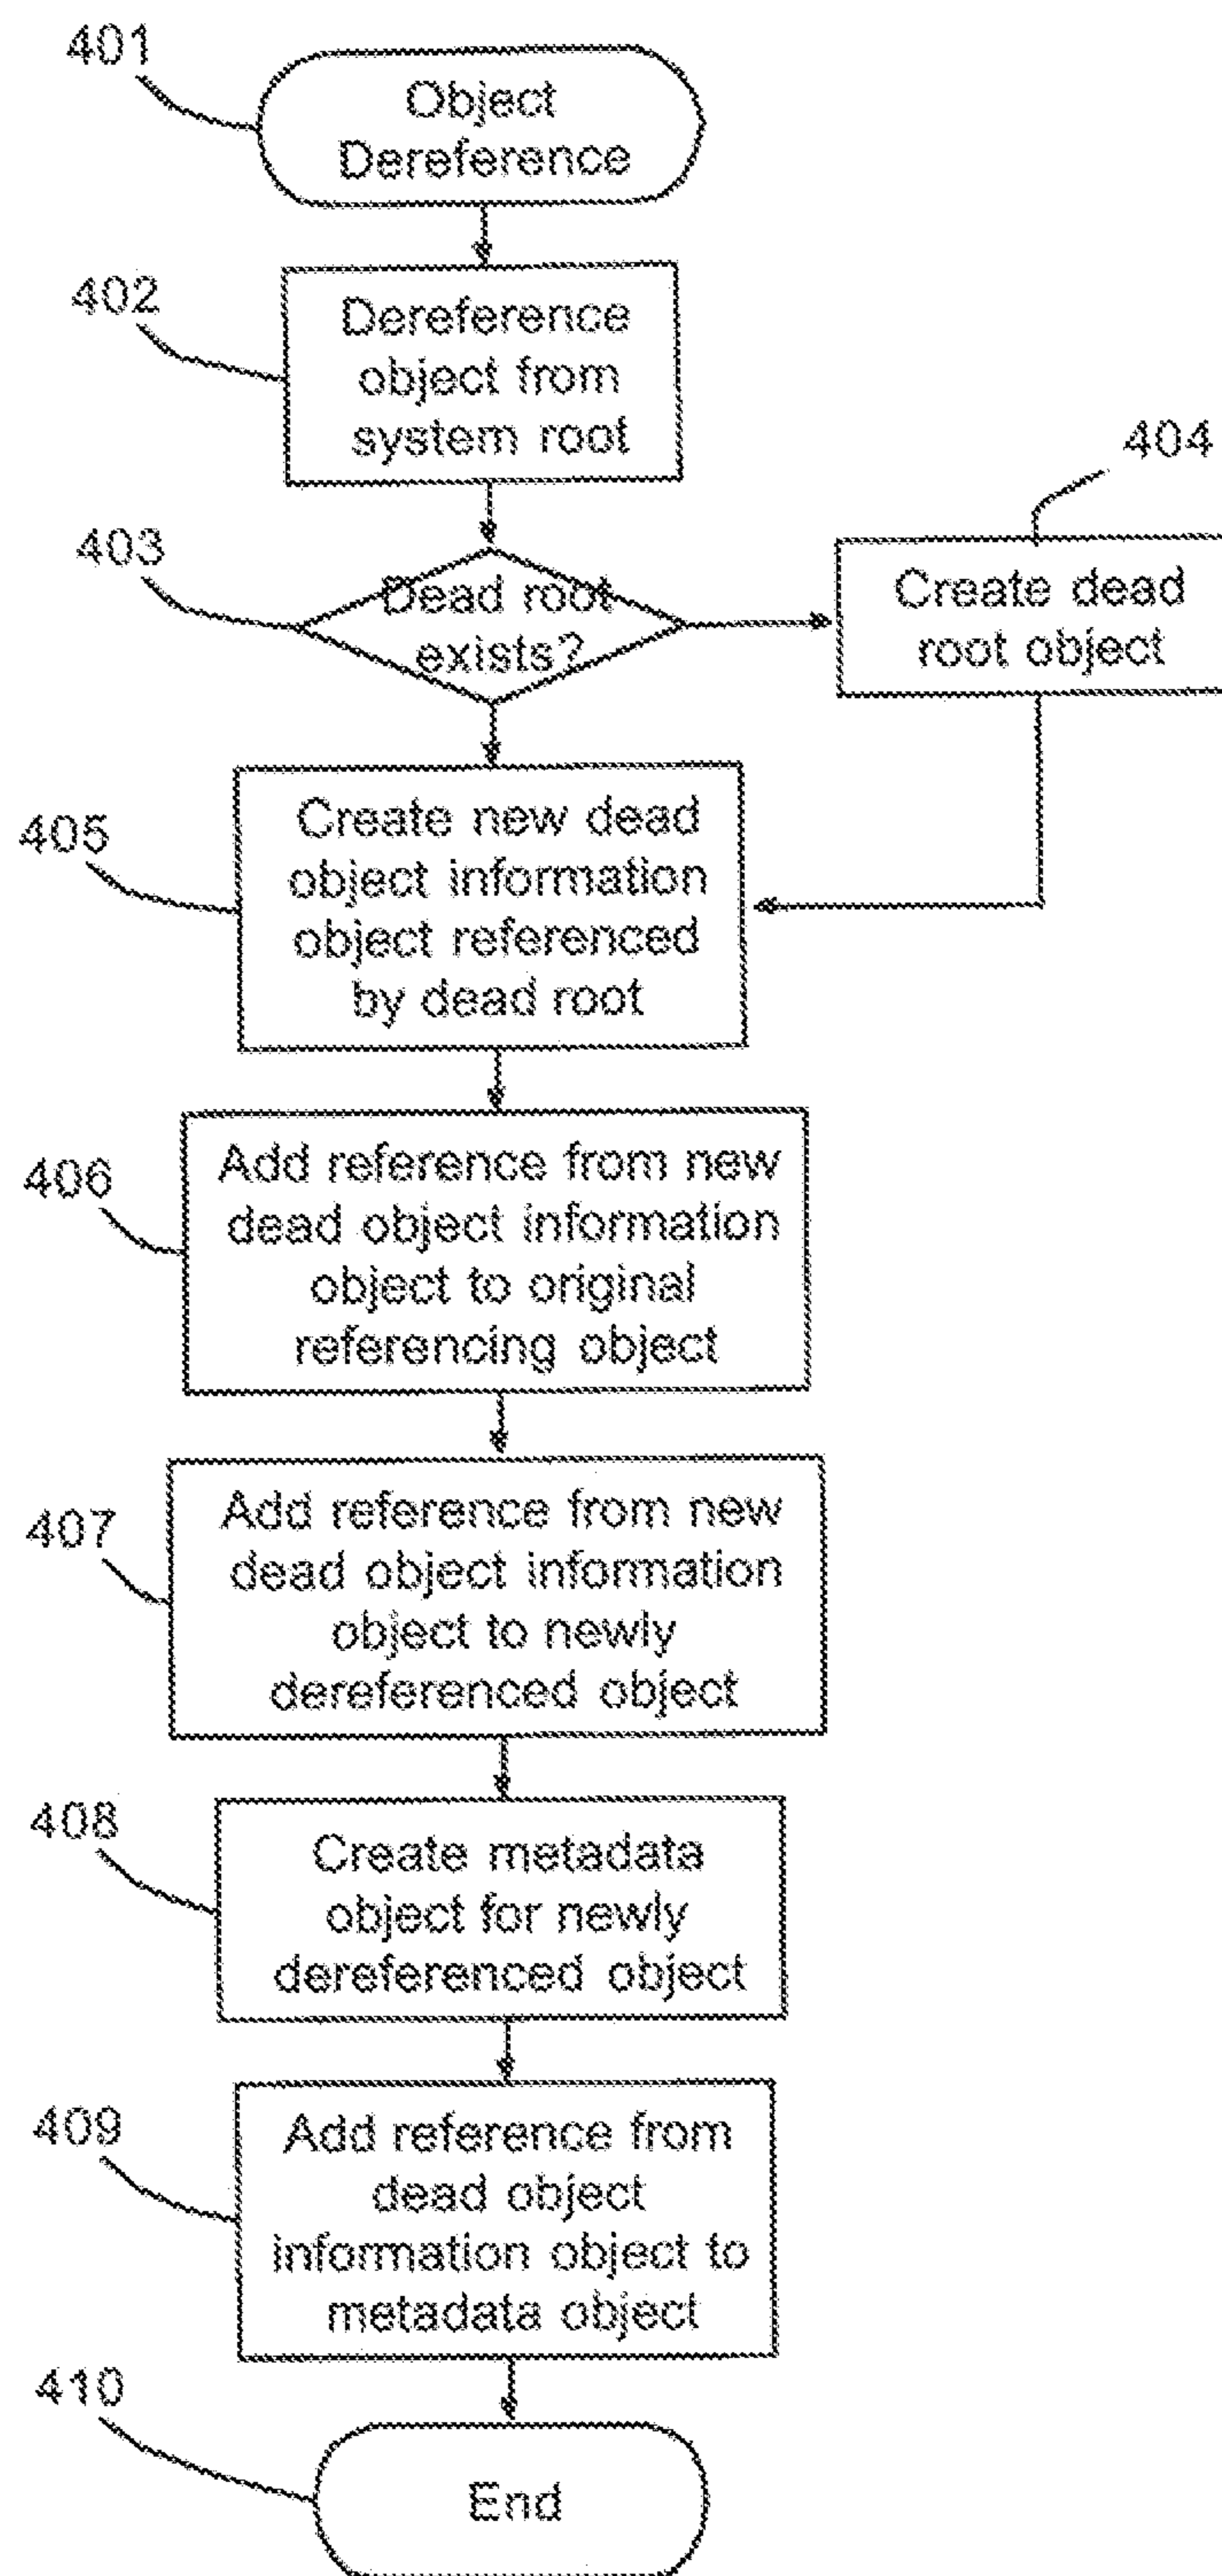 401
Object
Dereference
402
Dereference
object from
system root
404
403
Dead root
exists?
Create dead
root object
405
Create new dead
object information
object referenced
by dead root
406
Add reference from new
dead object information
object to original
referencing object
407
Add reference from new
dead object information
object to newly
dereferenced object
408
Create metadata
object for newly
dereferenced object
409
Add reference from
dead object
information object to
metadata object
410
End